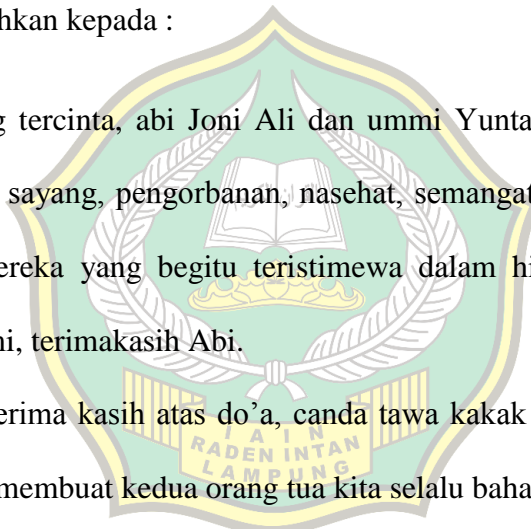 hkan kepada :
g tercinta, abi Joni Ali dan ummi Yunta
sayang, pengorbanan, nasehat, semangat
ereka yang begitu teristimewa dalam hi
ni, terimakasih Abi.
erima kasih atas do’a, canda tawa kakak
membuat kedua orang tua kita selalu baha
I A I N
RADEN INTAN
LAMPUNG